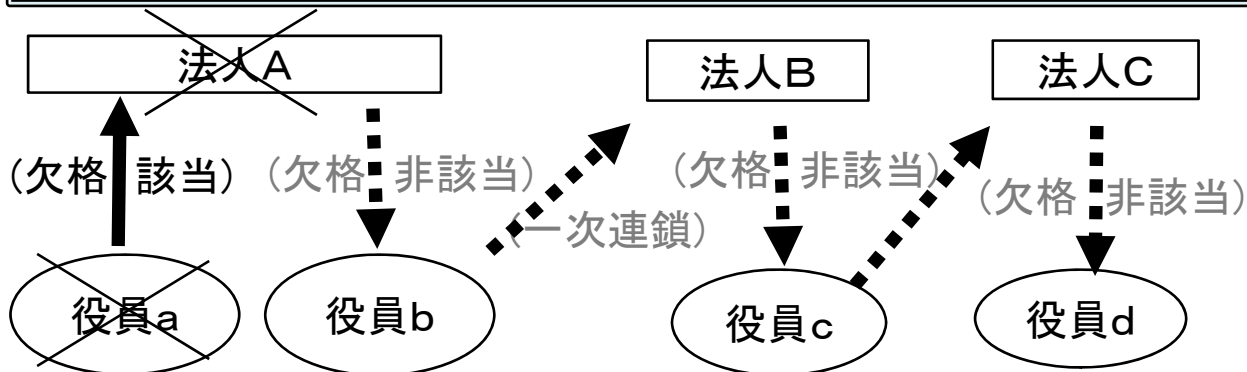 法人A
法人B
法人C
(欠格 該当)
(欠格 非該当)
(欠格 非該当)
(欠格 非該当)
(一次連鎖)
役員a
役員b
役員c
役員d